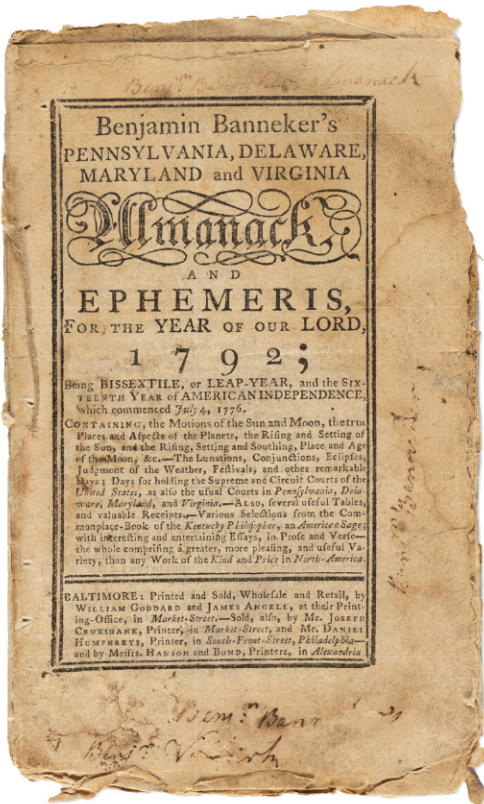 Benjⁿ Bann Almanack
Benjamin Banneker's
PENNSYLVANIA, DELAWARE,
MARYLAND and VIRGINIA
Almanack,
AND
EPHEMERIS,
FOR THE YEAR OF OUR LORD,
1792;
Being BISSEXTILE, or LEAP-YEAR, and the SIX-
TEENTH YEAR of AMERICAN INDEPENDENCE,
which commenced July 4, 1776.
CONTAINING, the Motions of the Sun and Moon, the true
Places and Aſpects of the Planets, the Riſing and Setting of
the Sun, and the Riſing, Setting and Southing, Place and Age
of the Moon, &c.—The Lunations, Conjunctions, Eclipſes,
Judgment of the Weather, Feſtivals, and other remarkable
Days; Days for holding the Supreme and Circuit Courts of the
United States, as alſo the uſual Courts in Pennſylvania, Dela-
ware, Maryland, and Virginia.—ALSO, ſeveral uſeful Tables,
and valuable Receipts.—Various Selections from the Com-
monplace-Book of the Kentucky Philoſopher, an American Sage;
with intereſting and entertaining Eſſays, in Proſe and Verſe—
the whole compriſing a greater, more pleaſing, and uſeful Va-
riety, than any Work of the Kind and Price in North-America.
BALTIMORE: Printed and Sold, Wholeſale and Retail, by
WILLIAM GODDARD and JAMES ANGELL, at their Print-
ing-Office, in Market-Street.—Sold, alſo, by Mr. JOSEPH
CRUKSHANK, Printer, in Market-Street, and Mr. DANIEL
HUMPHREYS, Printer, in South-Front-Street, Philadelphia—
and by Meſſrs. HANSON and BOND, Printers, in Alexandria
Benjⁿ Bann
Benjⁿ